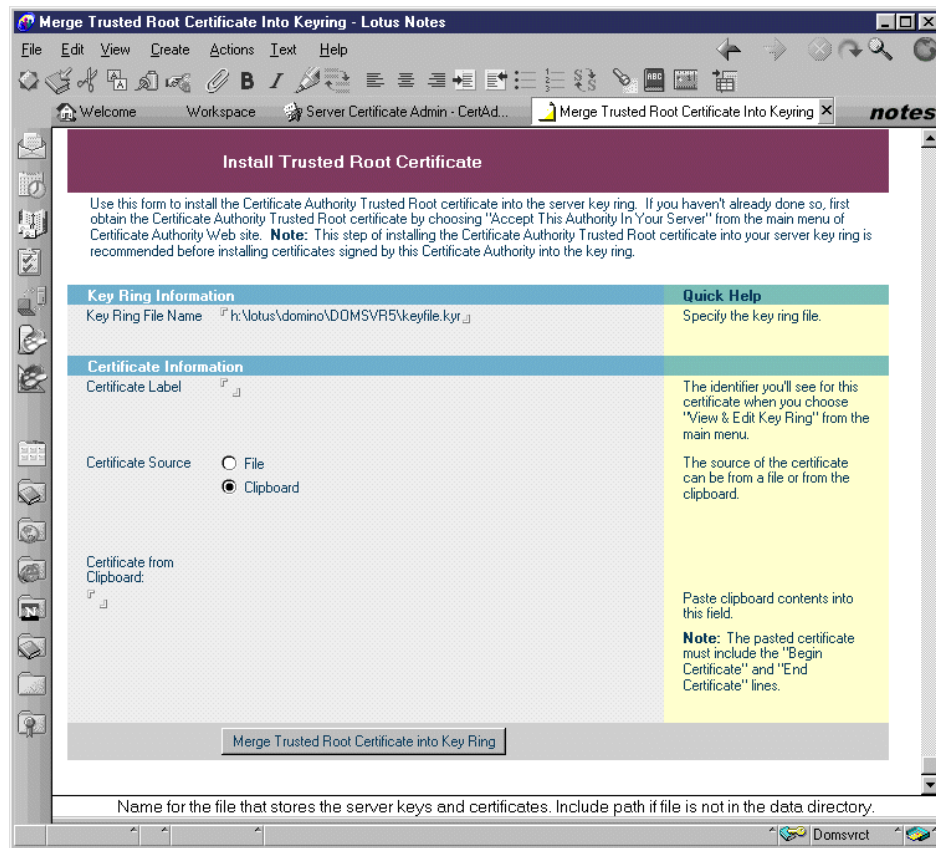 Merge Trusted Root Certificate Into Keyring - Lotus Notes
File Edit View Create Actions Text Help
Welcome Workspace Server Certificate Admin - CertAd... Merge Trusted Root Certificate Into Keyring notes
Install Trusted Root Certificate
Use this form to install the Certificate Authority Trusted Root certificate into the server key ring. If you haven't already done so, first
obtain the Certificate Authority Trusted Root certificate by choosing "Accept This Authority In Your Server" from the main menu of
Certificate Authority Web site. Note: This step of installing the Certificate Authority Trusted Root certificate into your server key ring is
recommended before installing certificates signed by this Certificate Authority into the key ring.
Key Ring Information Quick Help
Key Ring File Name h:\lotus\domino\DOMSVR5\keyfile.kyr Specify the key ring file.
Certificate Information
Certificate Label
The identifier you'll see for this
certificate when you choose
"View & Edit Key Ring" from the
main menu.
Certificate Source
File
Clipboard
The source of the certificate
can be from a file or from the
clipboard.
Certificate from
Clipboard:
Paste clipboard contents into
this field.
Note: The pasted certificate
must include the "Begin
Certificate" and "End
Certificate" lines.
Merge Trusted Root Certificate into Key Ring
Name for the file that stores the server keys and certificates. Include path if file is not in the data directory.
Domsvrct